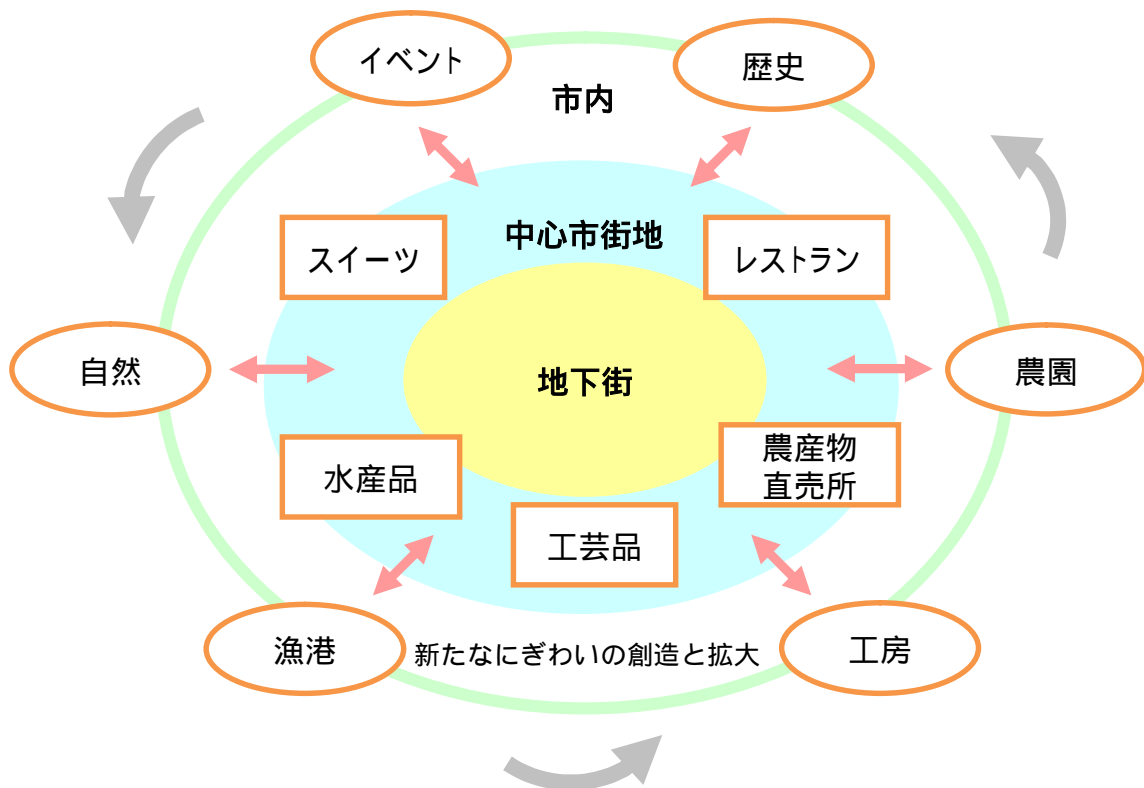 イベント
歴史
市内
中心市街地
スイーツ
レストラン
自然
地下街
農園
水産品
農産物
直売所
工芸品
漁港
新たなにぎわいの創造と拡大
工房